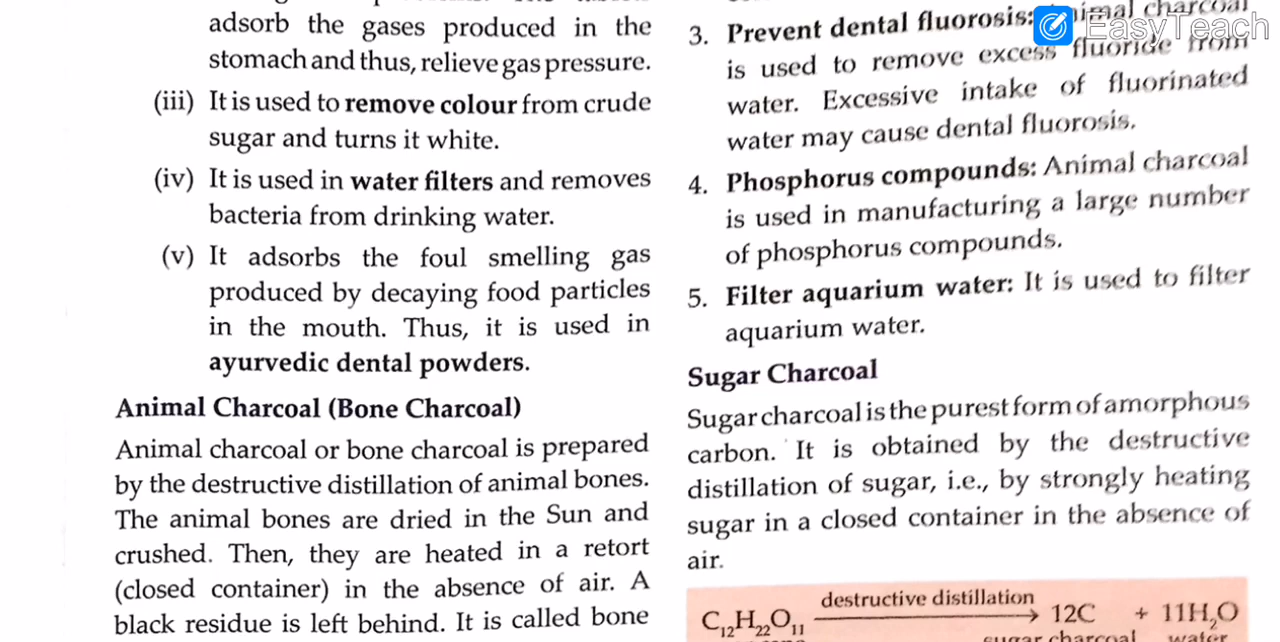 adsorb the gases produced in the
stomach and thus, relieve gas pressure.
(iii) It is used to remove colour from crude
sugar and turns it white.
(iv) It is used in water filters and removes
bacteria from drinking water.
(v) It adsorbs the foul smelling gas
produced by decaying food particles
in the mouth. Thus, it is used in
ayurvedic dental powders.
Animal Charcoal (Bone Charcoal)
Animal charcoal or bone charcoal is prepared
by the destructive distillation of animal bones.
The animal bones are dried in the Sun and
crushed. Then, they are heated in a retort
(closed container) in the absence of air. A
black residue is left behind. It is called bone
3. Prevent dental fluorosis: Animal charcoal
is used to remove excess fluoride from
water. Excessive intake of fluorinated
water may cause dental fluorosis.
4. Phosphorus compounds: Animal charcoal
is used in manufacturing a large number
of phosphorus compounds.
5. Filter aquarium water: It is used to filter
aquarium water.
Sugar Charcoal
Sugar charcoal is the purest form of amorphous
carbon. It is obtained by the destructive
distillation of sugar, i.e., by strongly heating
sugar in a closed container in the absence of
air.
destructive distillation
C₁₂H₂₂O₁₁ → 12C + 11H₂O
sugar charcoal water
EasyTeach